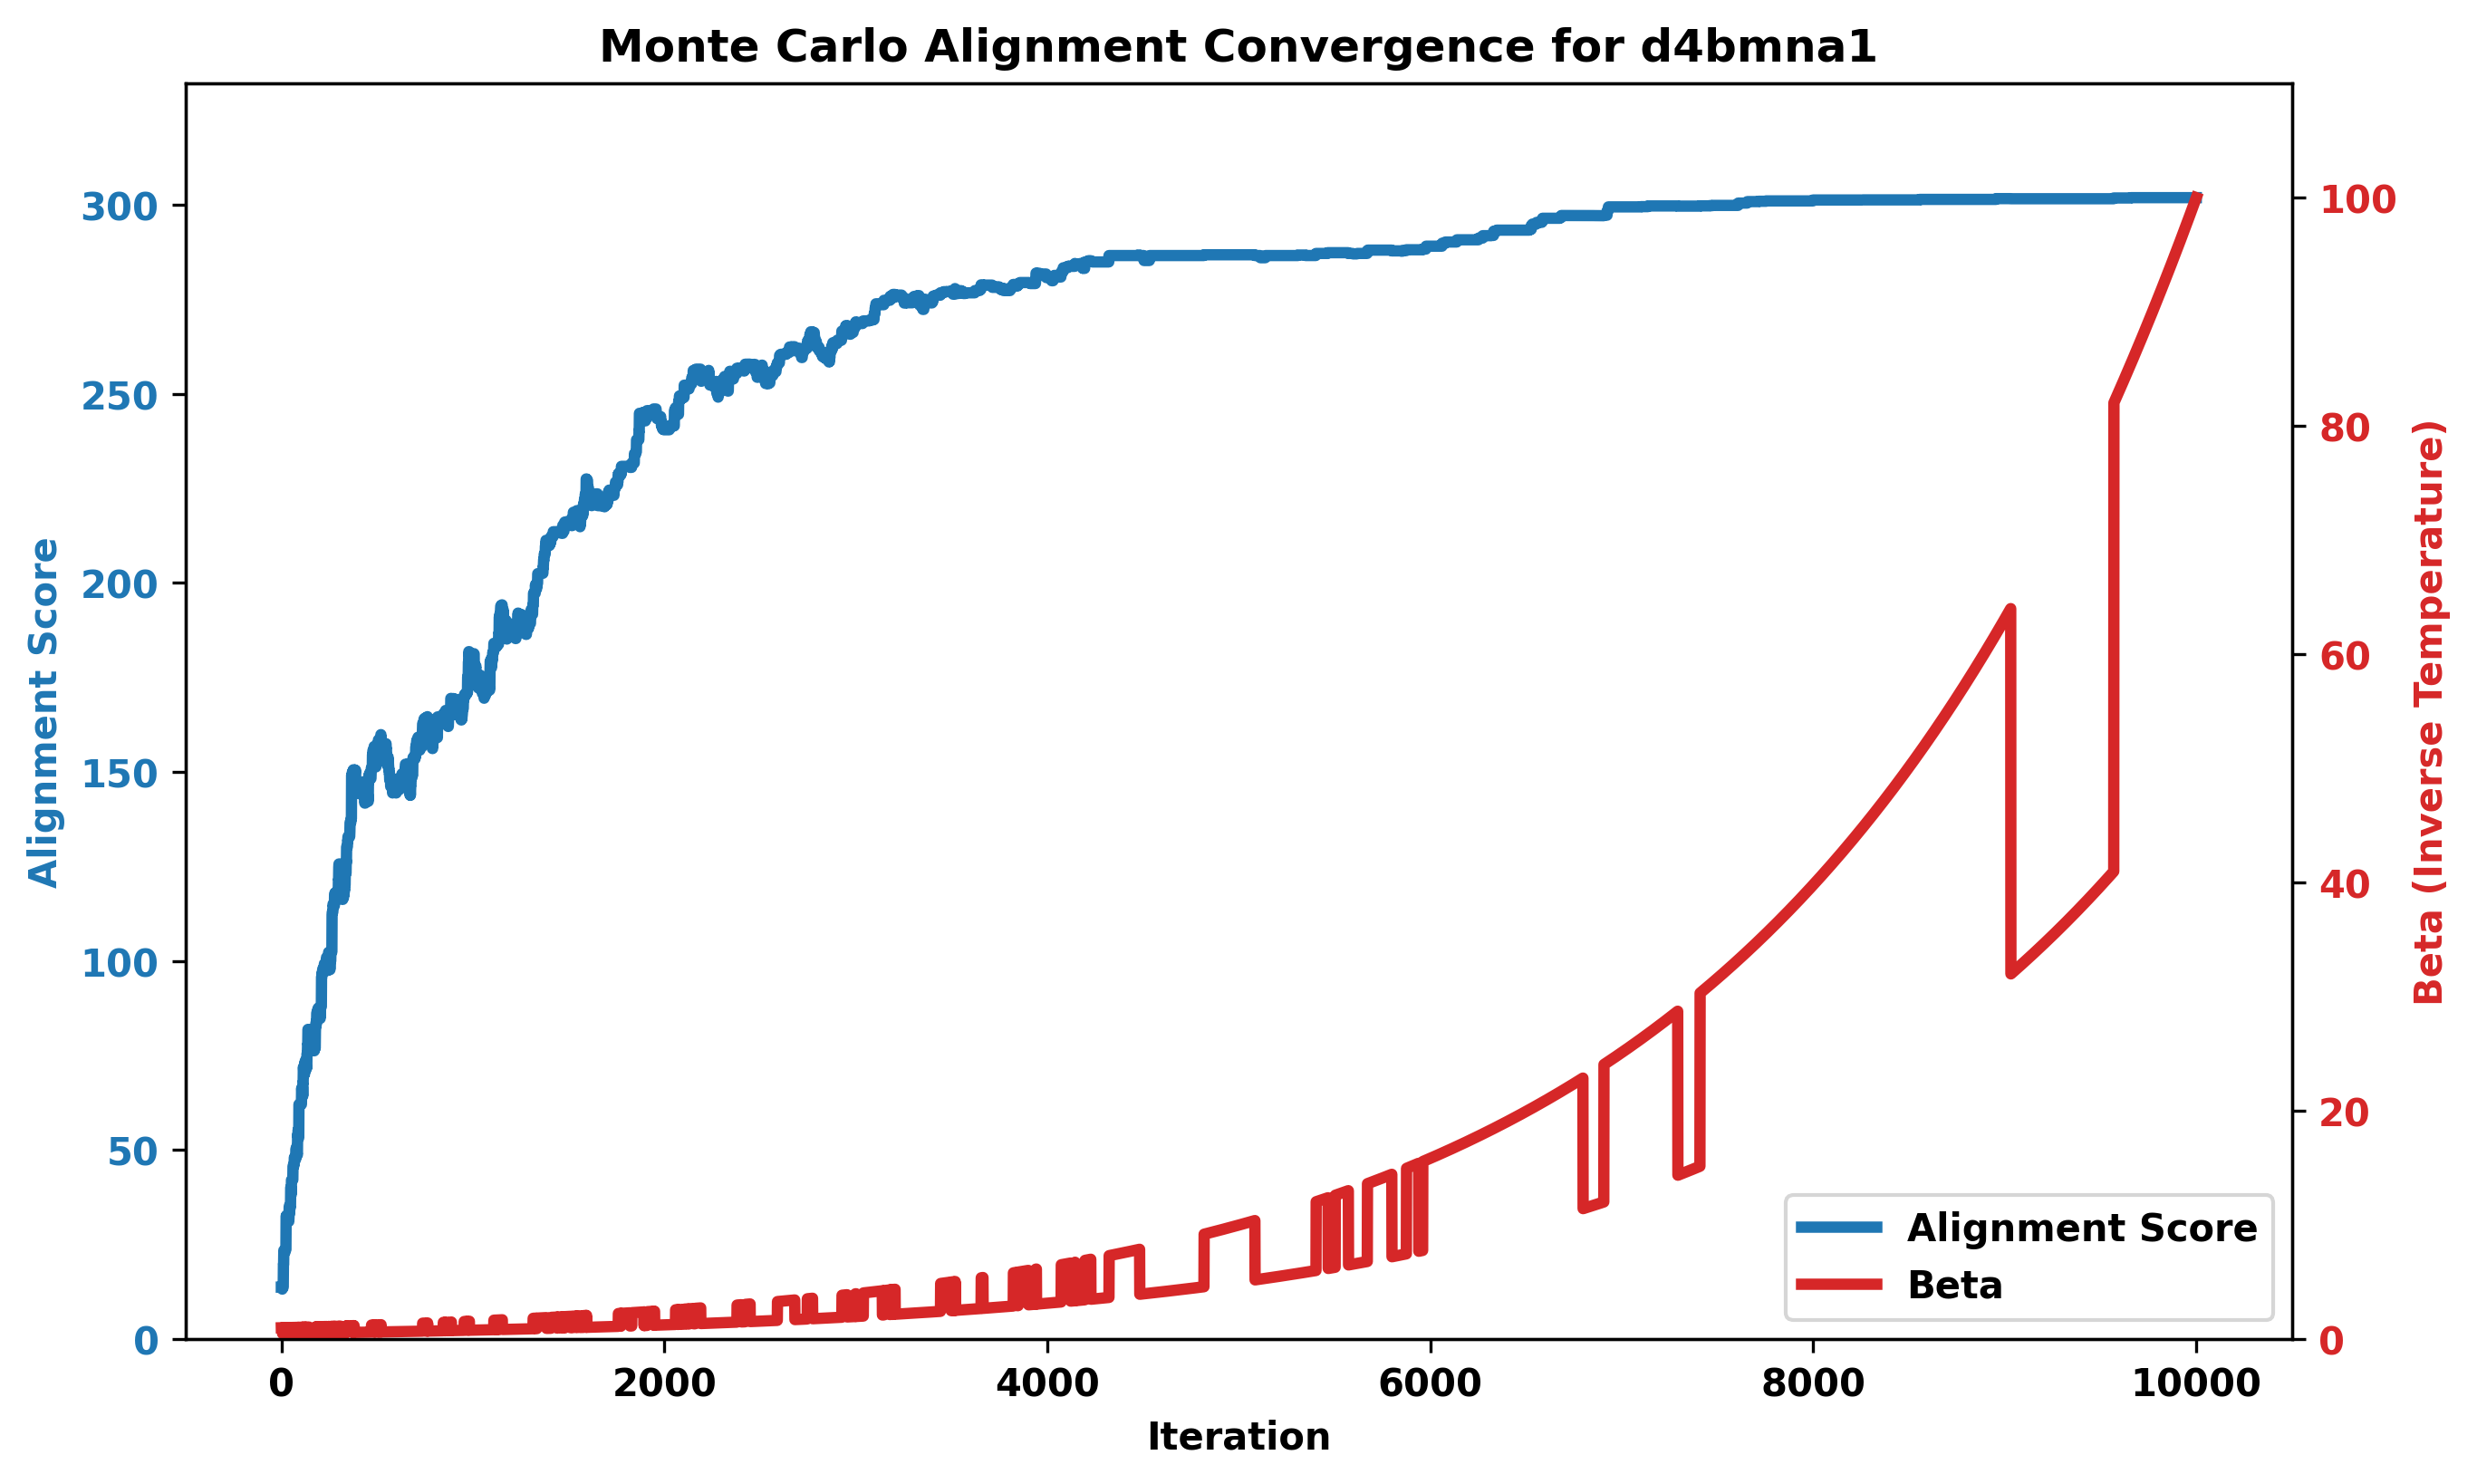 Monte Carlo Alignment Convergence for d4bmna1
Alignment Score
300
250
200
150
100
50
0
100
80
60
40
20
0
Beta (Inverse Temperature)
Alignment Score
Beta
0 2000 4000 6000 8000 10000
Iteration